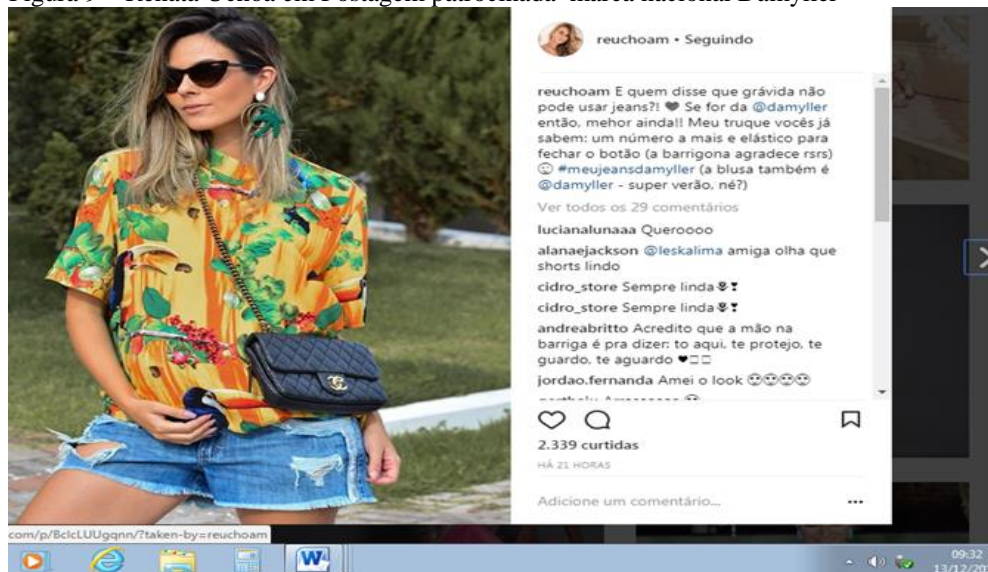 Figura 9 – Renata Uchoa em Postagem patrocinada- marca nacional Damyller
reuchoam • Seguindo
reuchoam E quem disse que grávida não
pode usar jeans?! ♥ Se for da @damyller
então, mehor ainda!! Meu truque vocês já
sabem: um número a mais e elástico para
fechar o botão (a barrigona agradece rsrs)
#meujeansdamyller (a blusa também é
@damyller - super verão, né?)
Ver todos os 29 comentários
lucianalunaaa Queroooo
alanaejackson @leskalima amiga olha que
shorts lindo
cidro_store Sempre linda
cidro_store Sempre linda
andreabritto Acredito que a mão na
barriga é pra dizer: to aqui, te protejo, te
guardo, te aguardo ♥
jordao.fernanda Amei o look
2.339 curtidas
HÁ 21 HORAS
Adicione um comentário...
com/p/BclcLUUgqnn/?taken-by=reuchoam
W
09:32